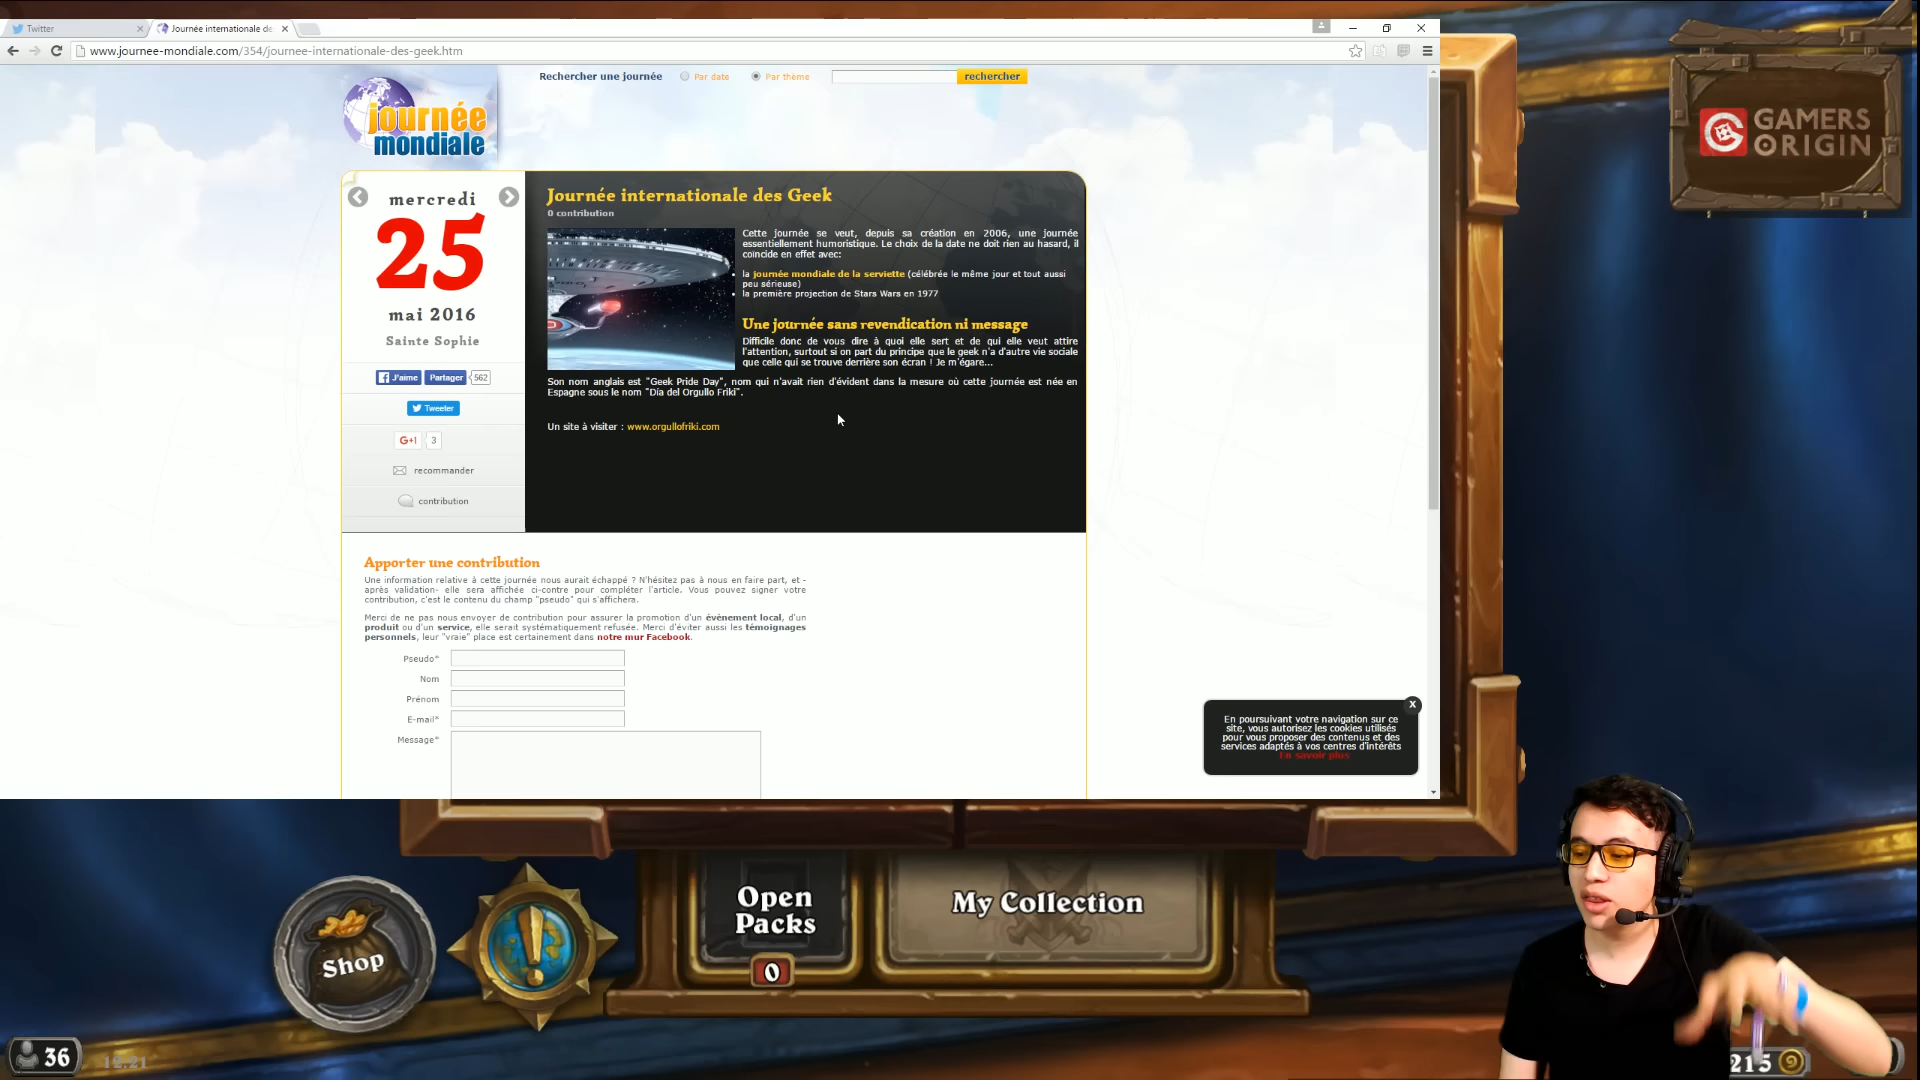 Twitter
Journée internationale de
www.journee-mondiale.com/354/journee-internationale-des-geek.htm
Rechercher une journée
Par date
Par thème
rechercher
journée
mondiale
GAMERS
ORIGIN
mercredi
25
mai 2016
Sainte Sophie
J'aime
Partager
562
Tweeter
G+1
3
recommander
contribution
Journée internationale des Geek
0 contribution
Cette journée se veut, depuis sa création en 2006, une journée
essentiellement humoristique. Le choix de la date ne doit rien au hasard, il
coïncide en effet avec:
la journée mondiale de la serviette (célébrée le même jour et tout aussi
peu sérieuse)
la première projection de Stars Wars en 1977
Une journée sans revendication ni message
Difficile donc de vous dire à quoi elle sert et de qui elle veut attire
l'attention, surtout si on part du principe que le geek n'a d'autre vie sociale
que celle qui se trouve derrière son écran ! Je m'égare...
Son nom anglais est "Geek Pride Day", nom qui n'avait rien d'évident dans la mesure où cette journée est née en
Espagne sous le nom "Día del Orgullo Friki".
Un site à visiter : www.orgullofriki.com
Apporter une contribution
Une information relative à cette journée nous aurait échappé ? N'hésitez pas à nous en faire part, et -
après validation- elle sera affichée ci-contre pour compléter l'article. Vous pouvez signer votre
contribution, c'est le contenu du champ "pseudo" qui s'affichera.
Merci de ne pas nous envoyer de contribution pour assurer la promotion d'un évènement local, d'un
produit ou d'un service, elle serait systématiquement refusée. Merci d'éviter aussi les témoignages
personnels, leur "vraie" place est certainement dans notre mur Facebook.
Pseudo*
Nom
Prénom
E-mail*
Message*
x
En poursuivant votre navigation sur ce
site, vous autorisez les cookies utilisés
pour vous proposer des contenus et des
services adaptés à vos centres d'intérêts
En savoir plus
Shop
Open
Packs
0
My Collection
36
12:21
215